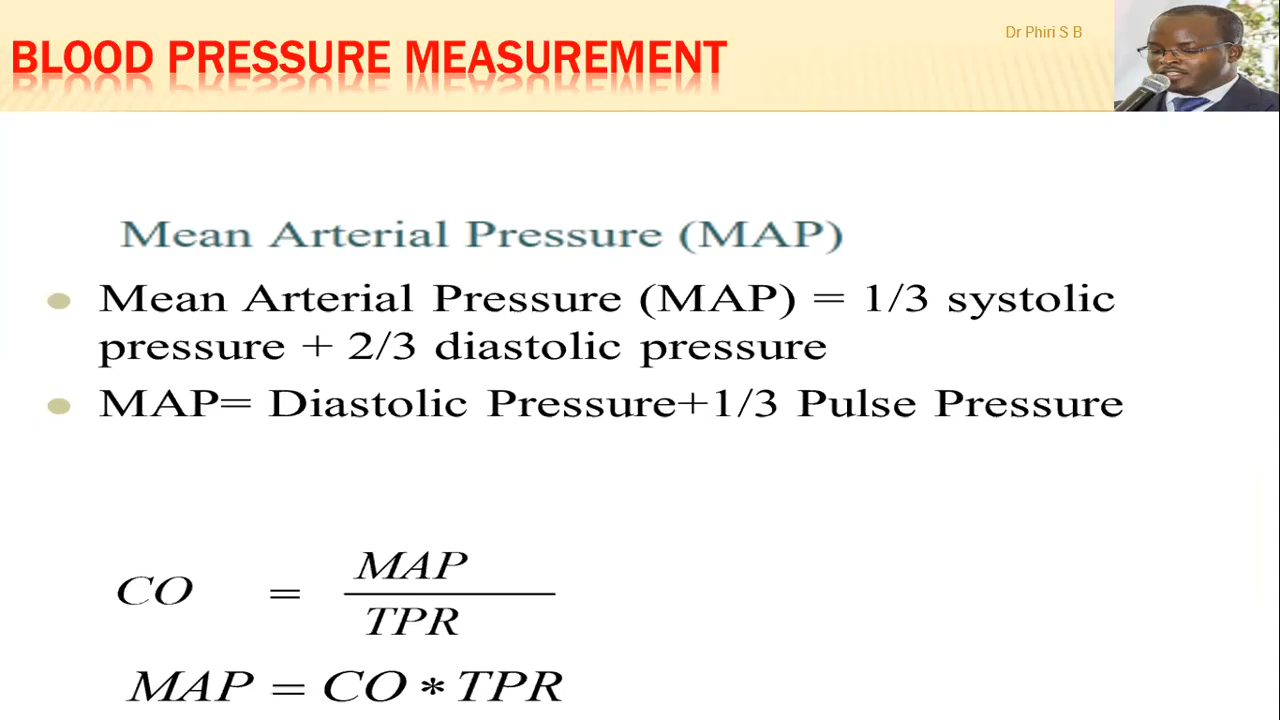 BLOOD PRESSURE MEASUREMENT
Dr Phiri S B
Mean Arterial Pressure (MAP)
Mean Arterial Pressure (MAP) = 1/3 systolic
pressure + 2/3 diastolic pressure
MAP= Diastolic Pressure+1/3 Pulse Pressure
CO = MAP / TPR
MAP = CO * TPR